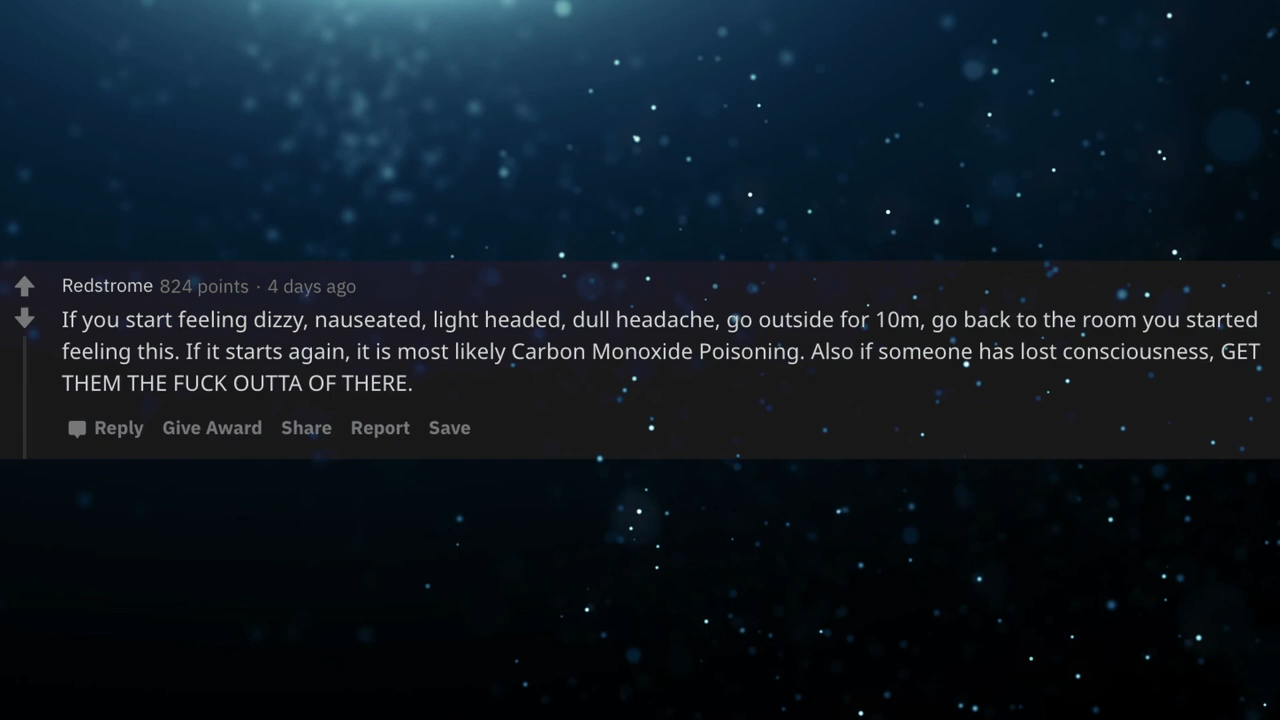 Redstrome 824 points · 4 days ago
If you start feeling dizzy, nauseated, light headed, dull headache, go outside for 10m, go back to the room you started
feeling this. If it starts again, it is most likely Carbon Monoxide Poisoning. Also if someone has lost consciousness, GET
THEM THE FUCK OUTTA OF THERE.
Reply Give Award Share Report Save